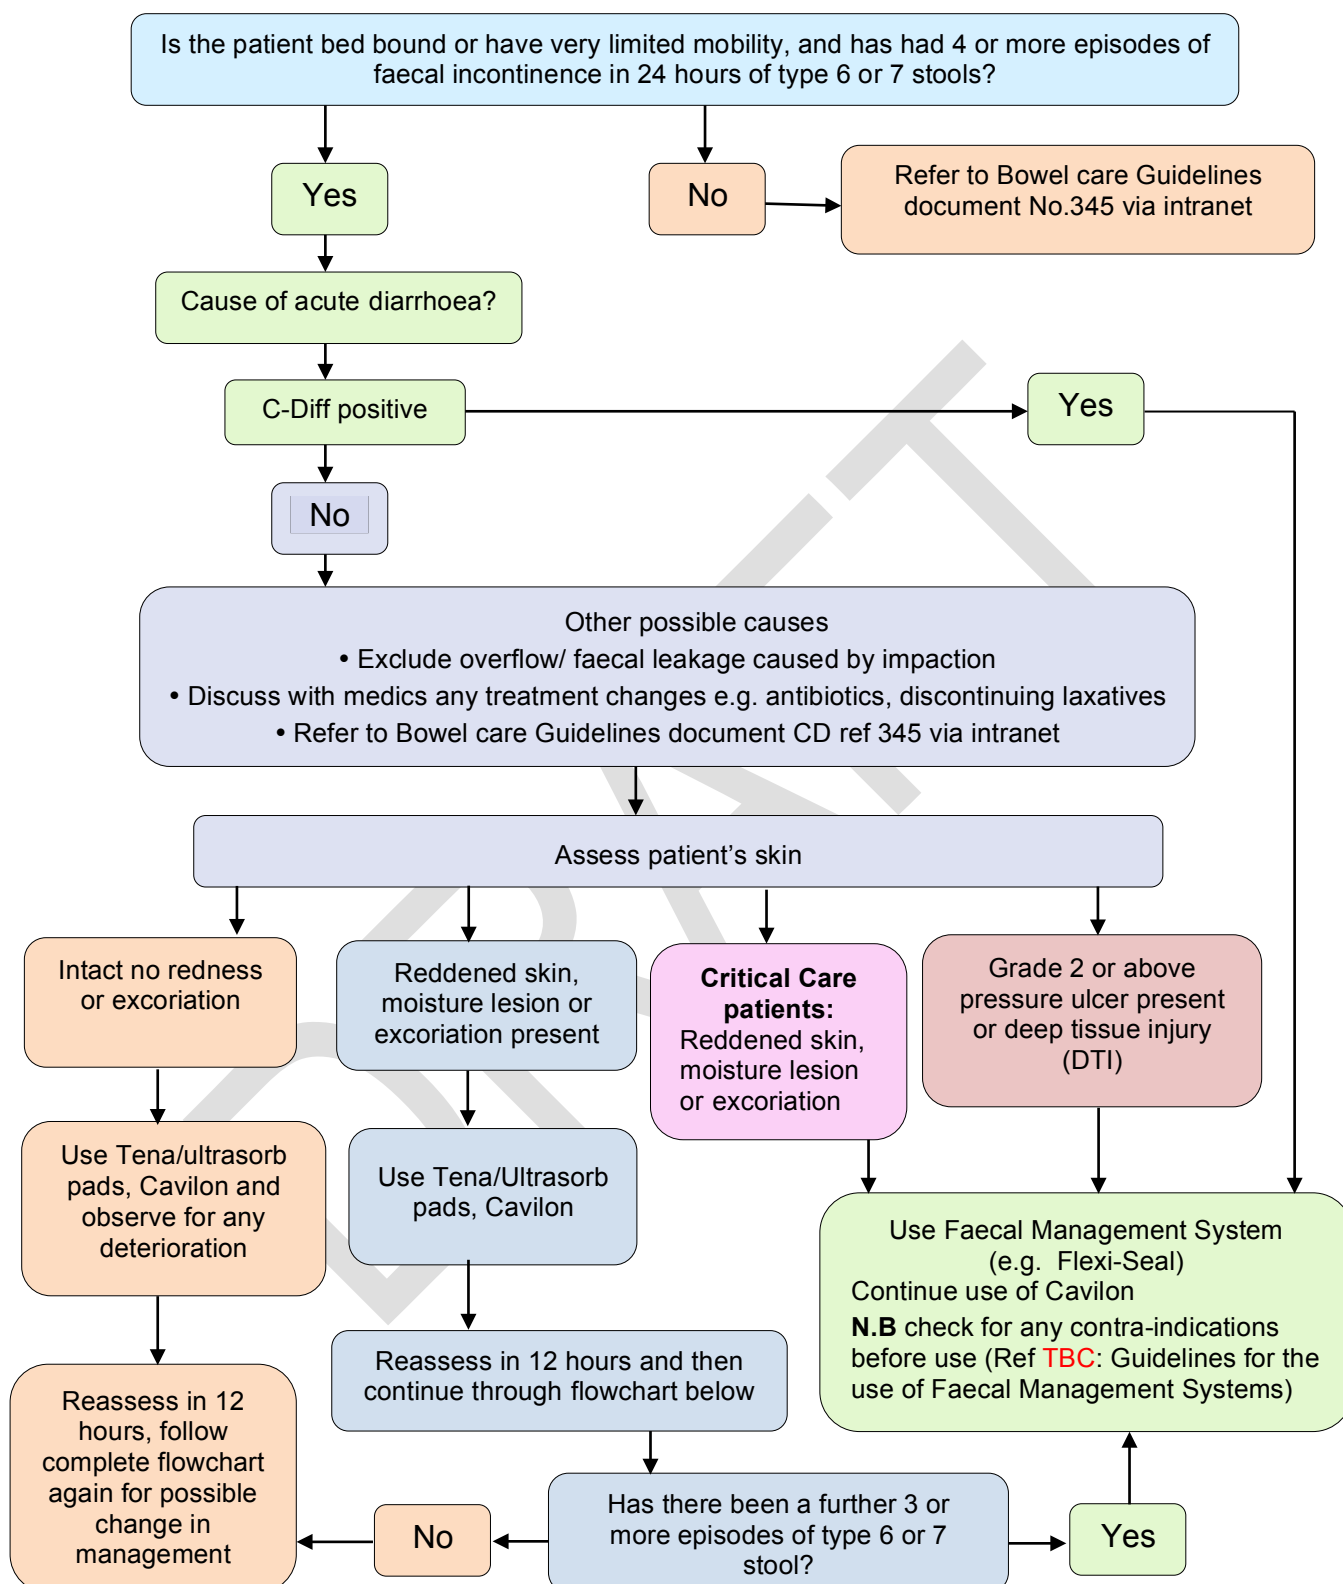 Is the patient bed bound or have very limited mobility, and has had 4 or more episodes of
faecal incontinence in 24 hours of type 6 or 7 stools?
Yes
No
Refer to Bowel care Guidelines
document No.345 via intranet
Cause of acute diarrhoea?
C-Diff positive
Yes
No
Other possible causes
• Exclude overflow/ faecal leakage caused by impaction
• Discuss with medics any treatment changes e.g. antibiotics, discontinuing laxatives
• Refer to Bowel care Guidelines document CD ref 345 via intranet
Assess patient’s skin
Intact no redness
or excoriation
Reddened skin,
moisture lesion or
excoriation present
Critical Care
patients:
Reddened skin,
moisture lesion
or excoriation
Grade 2 or above
pressure ulcer present
or deep tissue injury
(DTI)
Use Tena/ultrasorb
pads, Cavilon and
observe for any
deterioration
Use Tena/Ultrasorb
pads, Cavilon
Use Faecal Management System
(e.g. Flexi-Seal)
Continue use of Cavilon
N.B check for any contra-indications
before use (Ref TBC: Guidelines for the
use of Faecal Management Systems)
Reassess in 12 hours and then
continue through flowchart below
Reassess in 12
hours, follow
complete flowchart
again for possible
change in
management
No
Has there been a further 3 or
more episodes of type 6 or 7
stool?
Yes
DRAFT